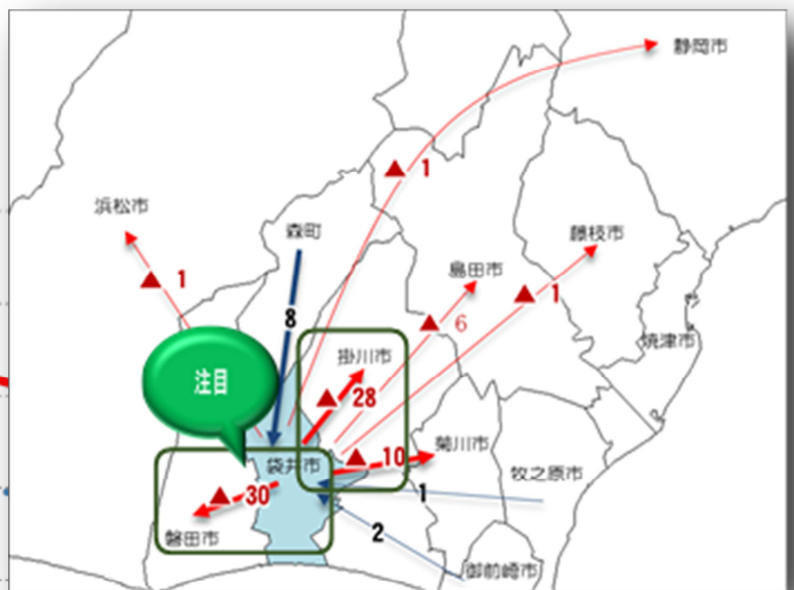 静岡市
▲ 1
浜松市
森町
藤枝市
▲ 1
島田市
▲ 1
8
▲ 6
焼津市
掛川市
注目
▲ 28
菊川市
▲ 10
袋井市
牧之原市
▲ 30
1
磐田市
2
御前崎市